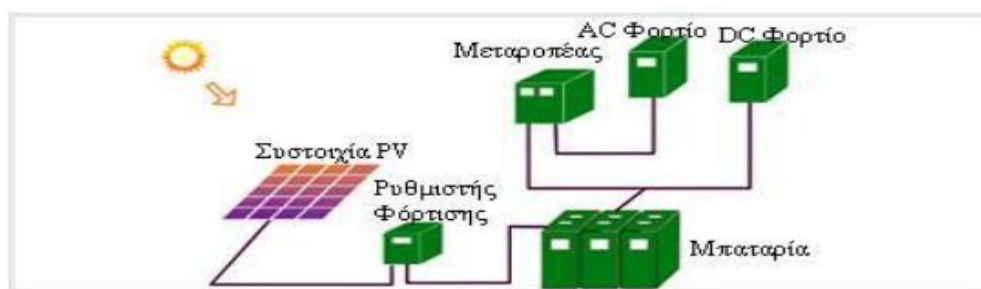 AC Φορτίο
DC Φορτίο
Μεταροπέας
Συστοιχία PV
Ρυθμιστής
Φόρτισης
Μπαταρία